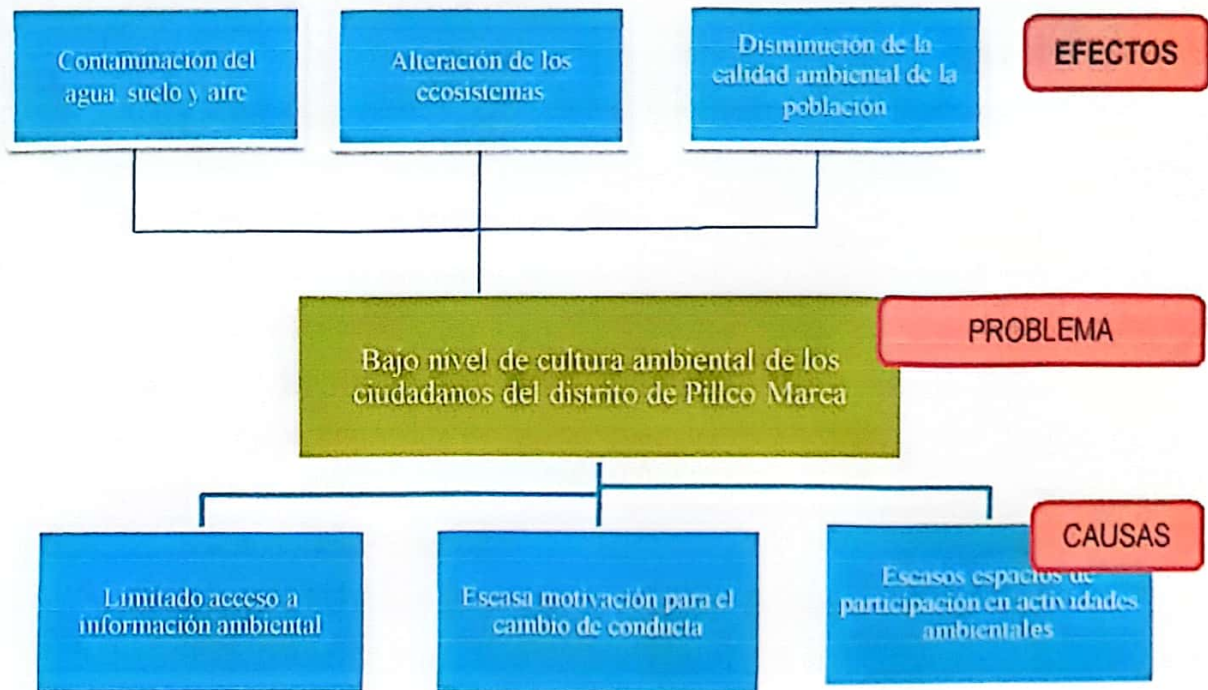 Contaminación del
agua, suelo y aire
Alteración de los
ecosistemas
Disminución de la
calidad ambiental de la
población
EFECTOS
Bajo nivel de cultura ambiental de los
ciudadanos del distrito de Pillco Marca
PROBLEMA
Limitado acceso a
información ambiental
Escasa motivación para el
cambio de conducta
CAUSAS
Escasos espacios de
participación en actividades
ambientales